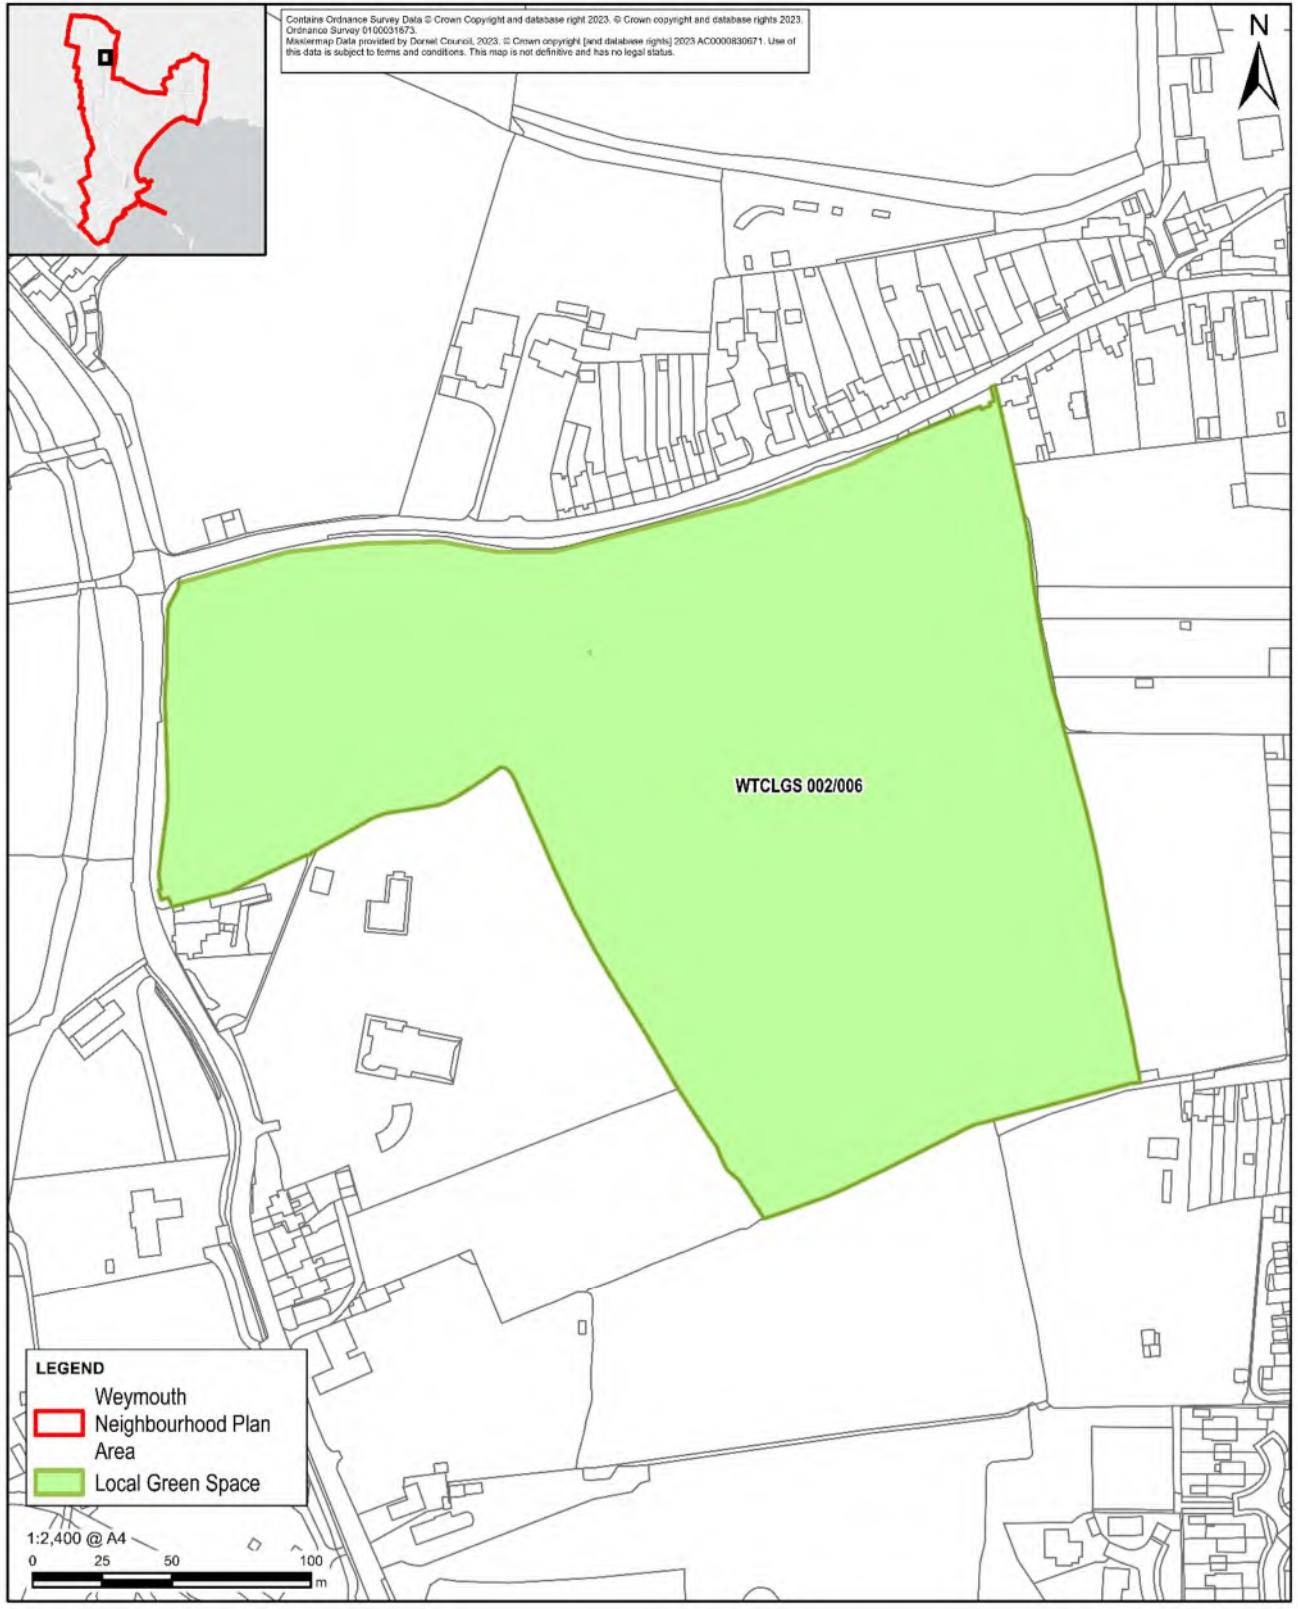 Contains Ordnance Survey Data © Crown Copyright and database right 2023. © Crown copyright and database rights 2023.
Ordnance Survey 0100031673.
Mastermap Data provided by Dorset Council, 2023. © Crown copyright [and database rights] 2023 AC0000830671. Use of
this data is subject to terms and conditions. This map is not definitive and has no legal status.
N
WTCLGS 002/006
LEGEND
Weymouth
Neighbourhood Plan
Area
Local Green Space
1:2,400 @ A4
0 25 50 100
m